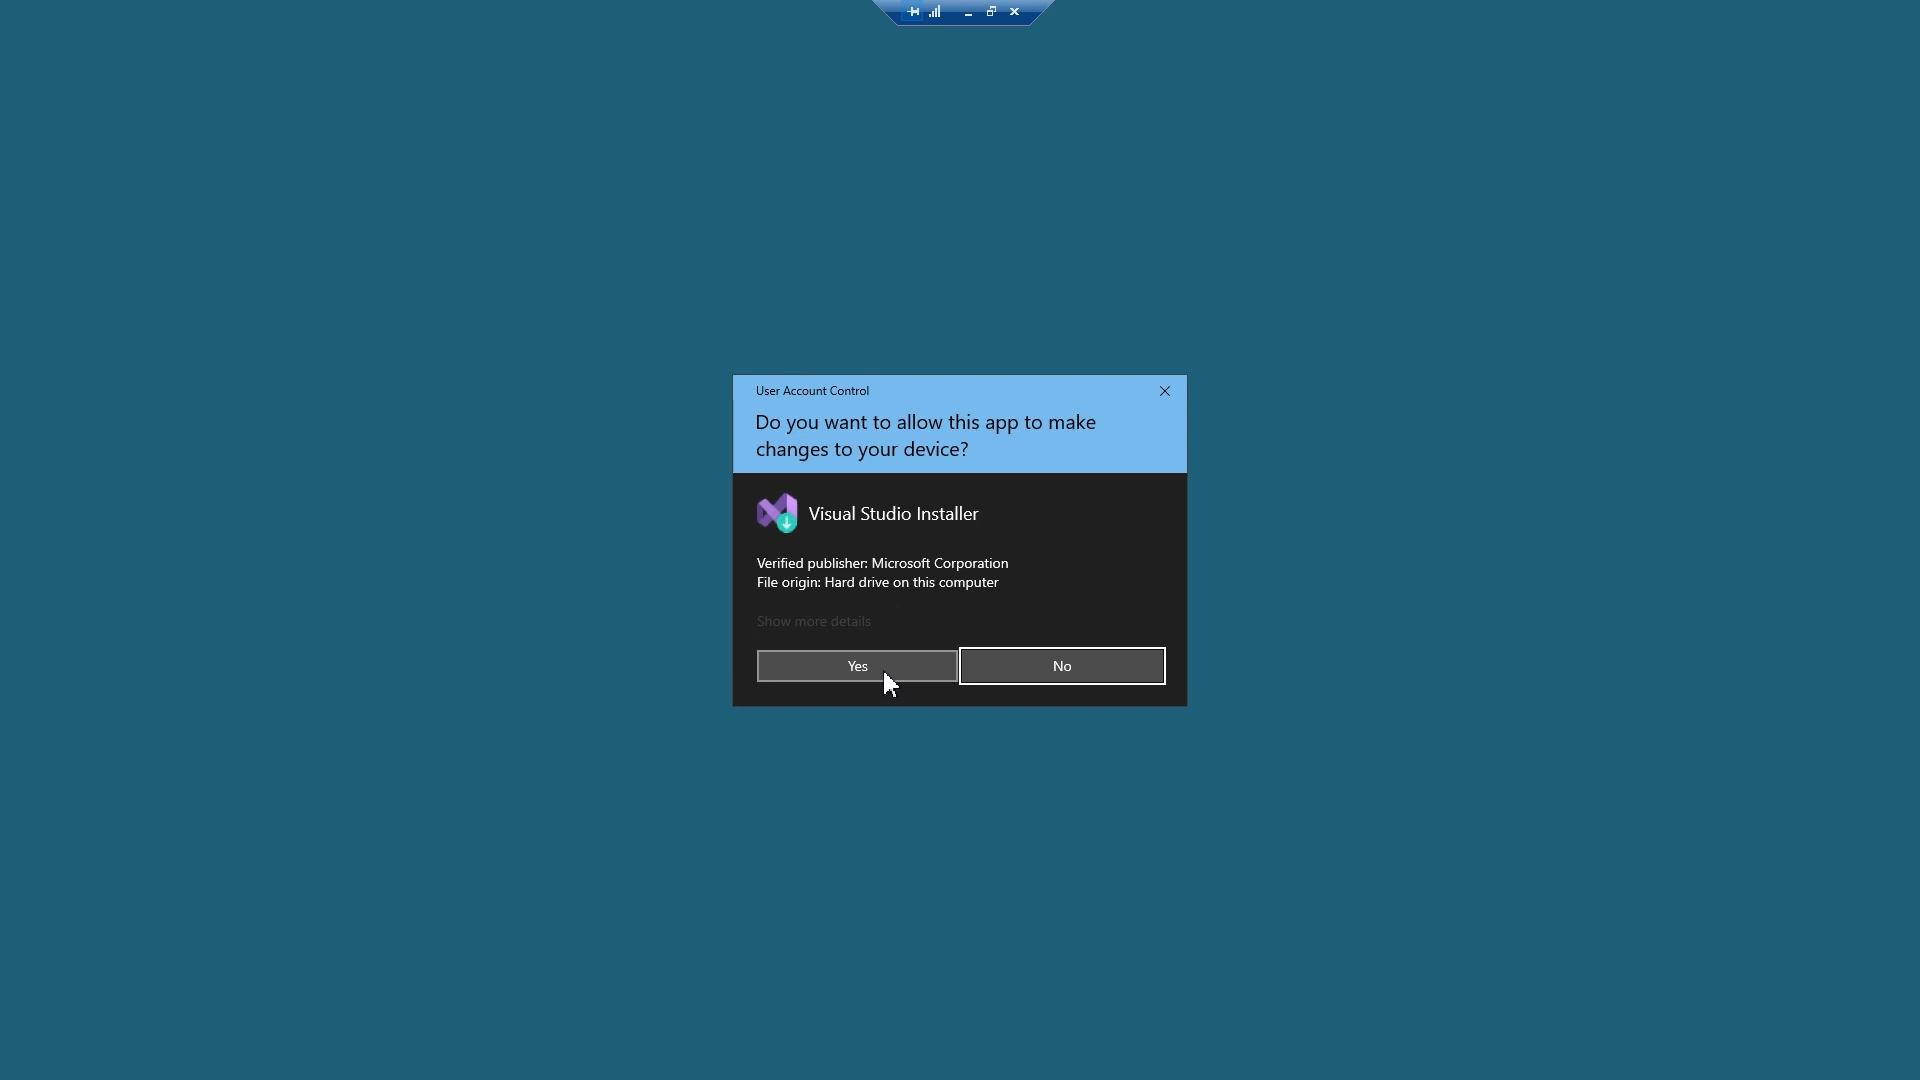 User Account Control
Do you want to allow this app to make
changes to your device?
Visual Studio Installer
Verified publisher: Microsoft Corporation
File origin: Hard drive on this computer
Show more details
Yes
No